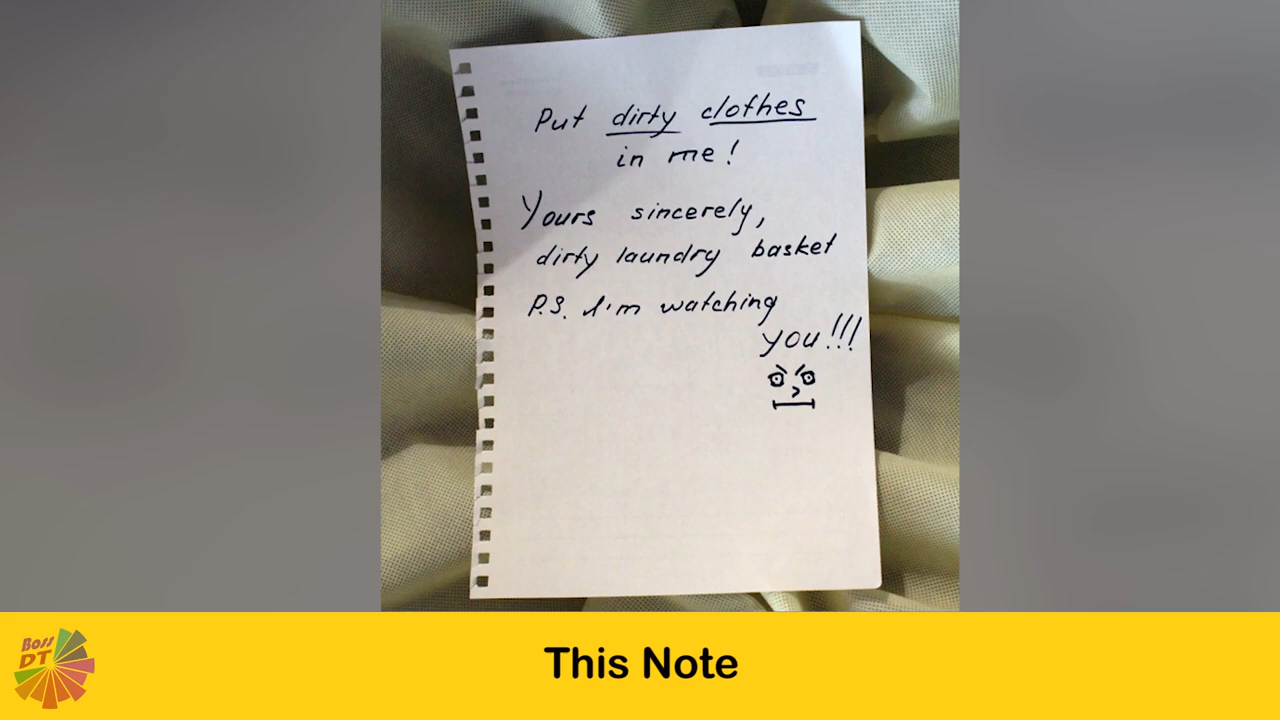 Put dirty clothes
in me!
Yours sincerely,
dirty laundry basket
P.S. I'm watching
you!!!
Boss
DT
This Note